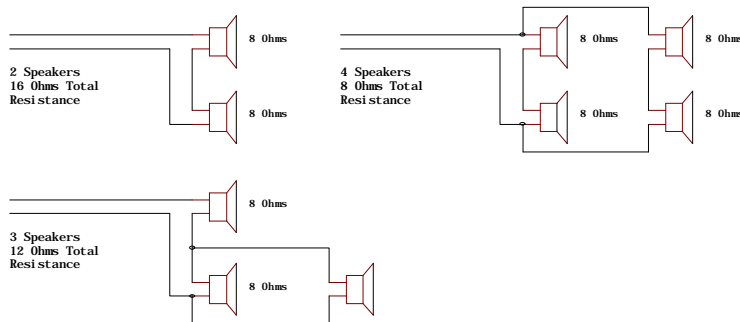 8 Ohms
2 Speakers
16 Ohms Total
Resistance
8 Ohms
8 Ohms
8 Ohms
4 Speakers
8 Ohms Total
Resistance
8 Ohms
8 Ohms
8 Ohms
3 Speakers
12 Ohms Total
Resistance
8 Ohms